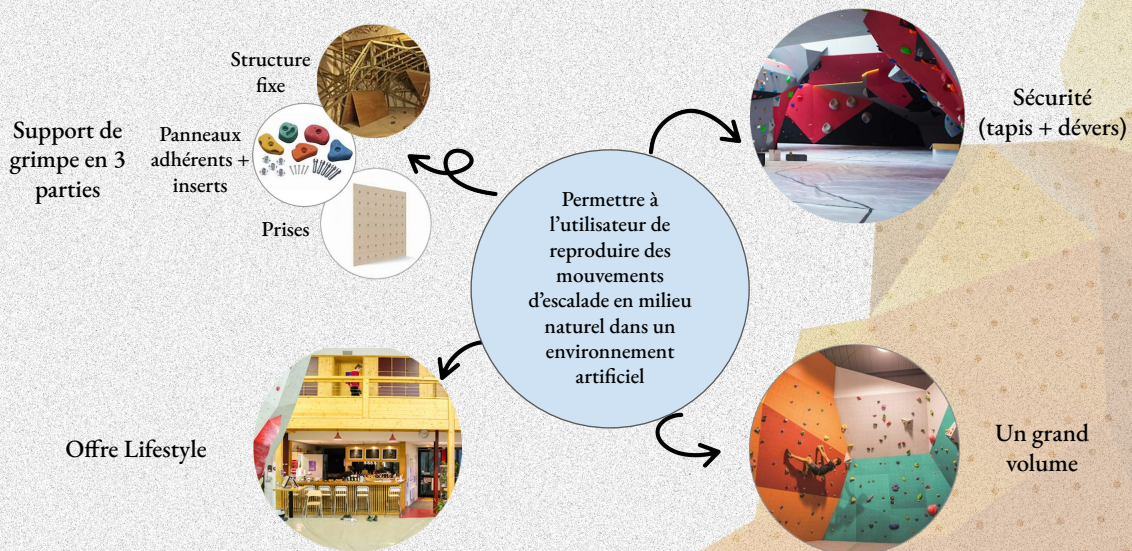 Structure
fixe
Support de
grimpe en 3
parties
Panneaux
adhérents +
inserts
Prises
Sécurité
(tapis + dévers)
Permettre à
l’utilisateur de
reproduire des
mouvements
d’escalade en milieu
naturel dans un
environnement
artificiel
Offre Lifestyle
Un grand
volume